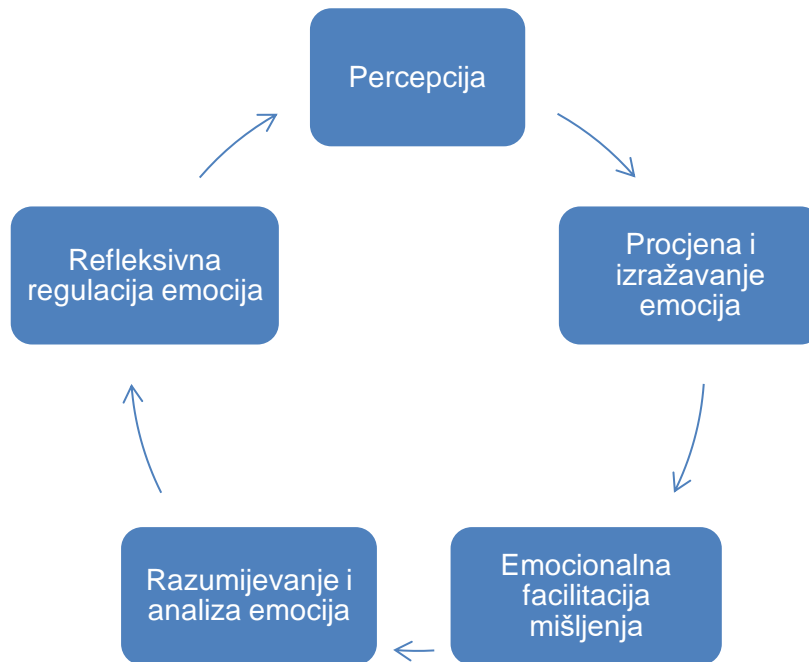 Percepcija
Procjena i
izražavanje
emocija
Emocionalna
facilitacija
mišljenja
Razumijevanje i
analiza emocija
Refleksivna
regulacija emocija